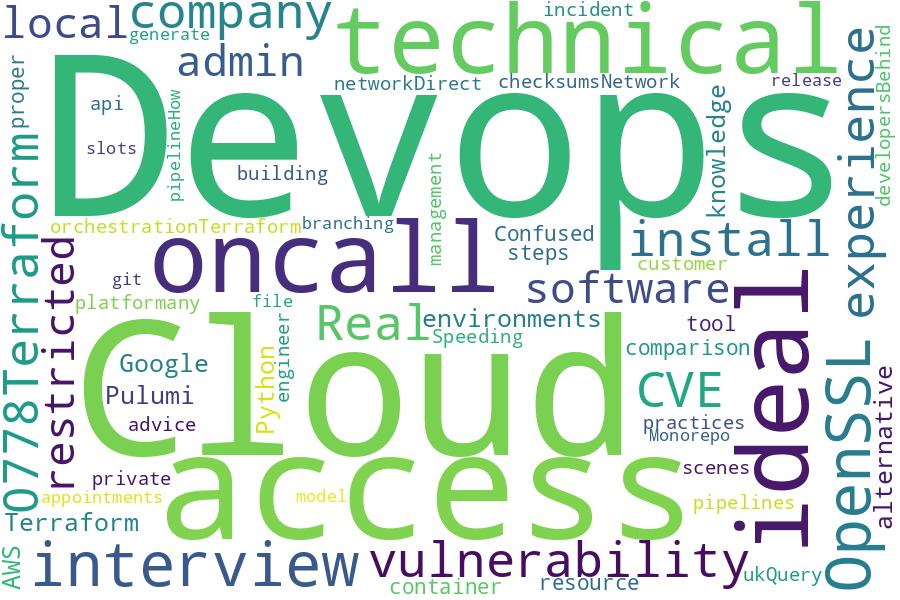 company
incident
local
generate
technical
admin
networkDirect
checksumsNetwork
release
proper
api
Devops
pipelineHow
knowledge
experience
developersBehind
slots
building
management
orchestrationTerraform
branching
oncall
Confused
install
steps
0778Terraform
restricted
git
customer
platformany
file
software
ideal
Real
environments
tool
Cloud
engineer
Speeding
comparison
Google
Python
Pulumi
CVE
OpenSSL
alternative
advice
practices
Monorepo
access
private
scenes
appointments
model
pipelines
Terraform
AWS
interview
vulnerability
ukQuery
container
resource